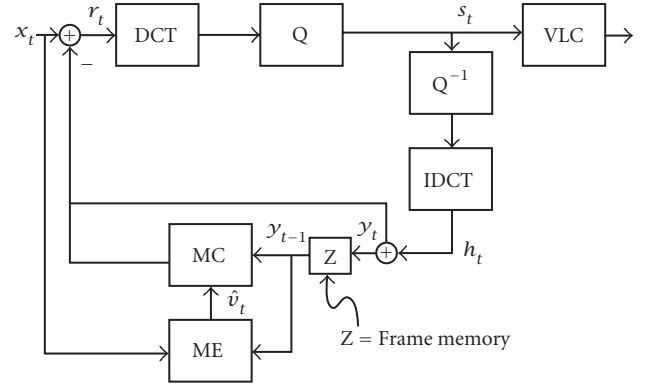 x_t
+
r_t
−
DCT
Q
s_t
VLC
Q^{−1}
IDCT
h_t
+
y_t
Z
y_{t−1}
MC
v̂_t
ME
Z = Frame memory